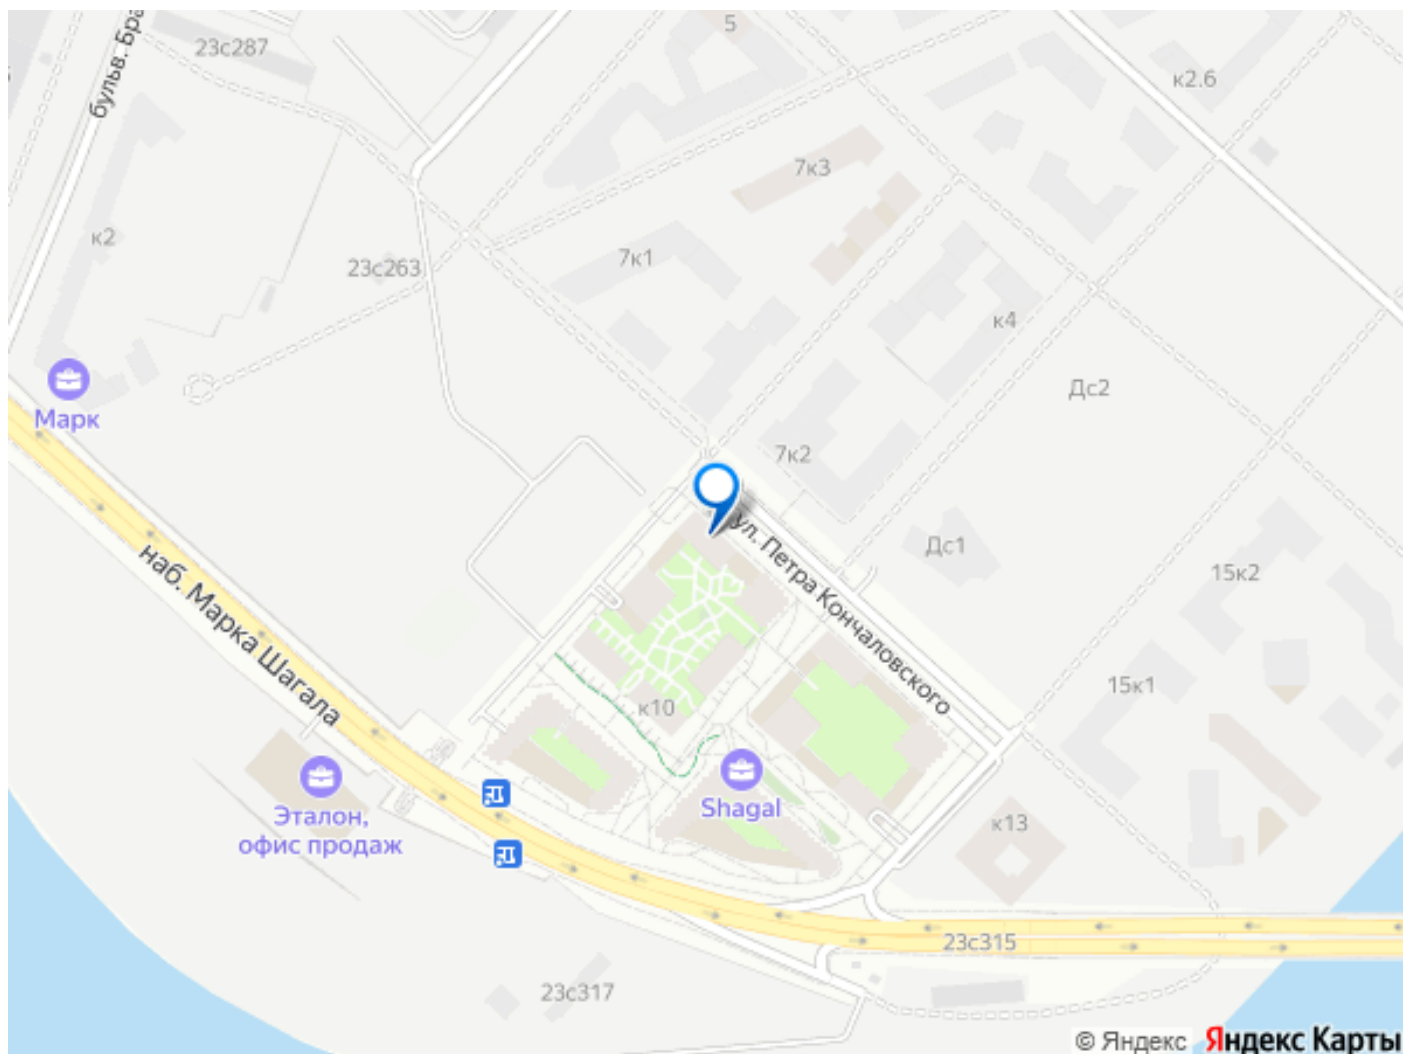 5
23с287
бульв. Бра
к2.6
7к3
к2
7к1
23с263
к4
Дс2
Марк
7к2
ул. Петра Кончаловского
Дс1
15к2
наб. Марка Шагала
15к1
к10
Shagal
Эталон,
офис продаж
к13
23с315
23с317
© Яндекс Яндекс Карты